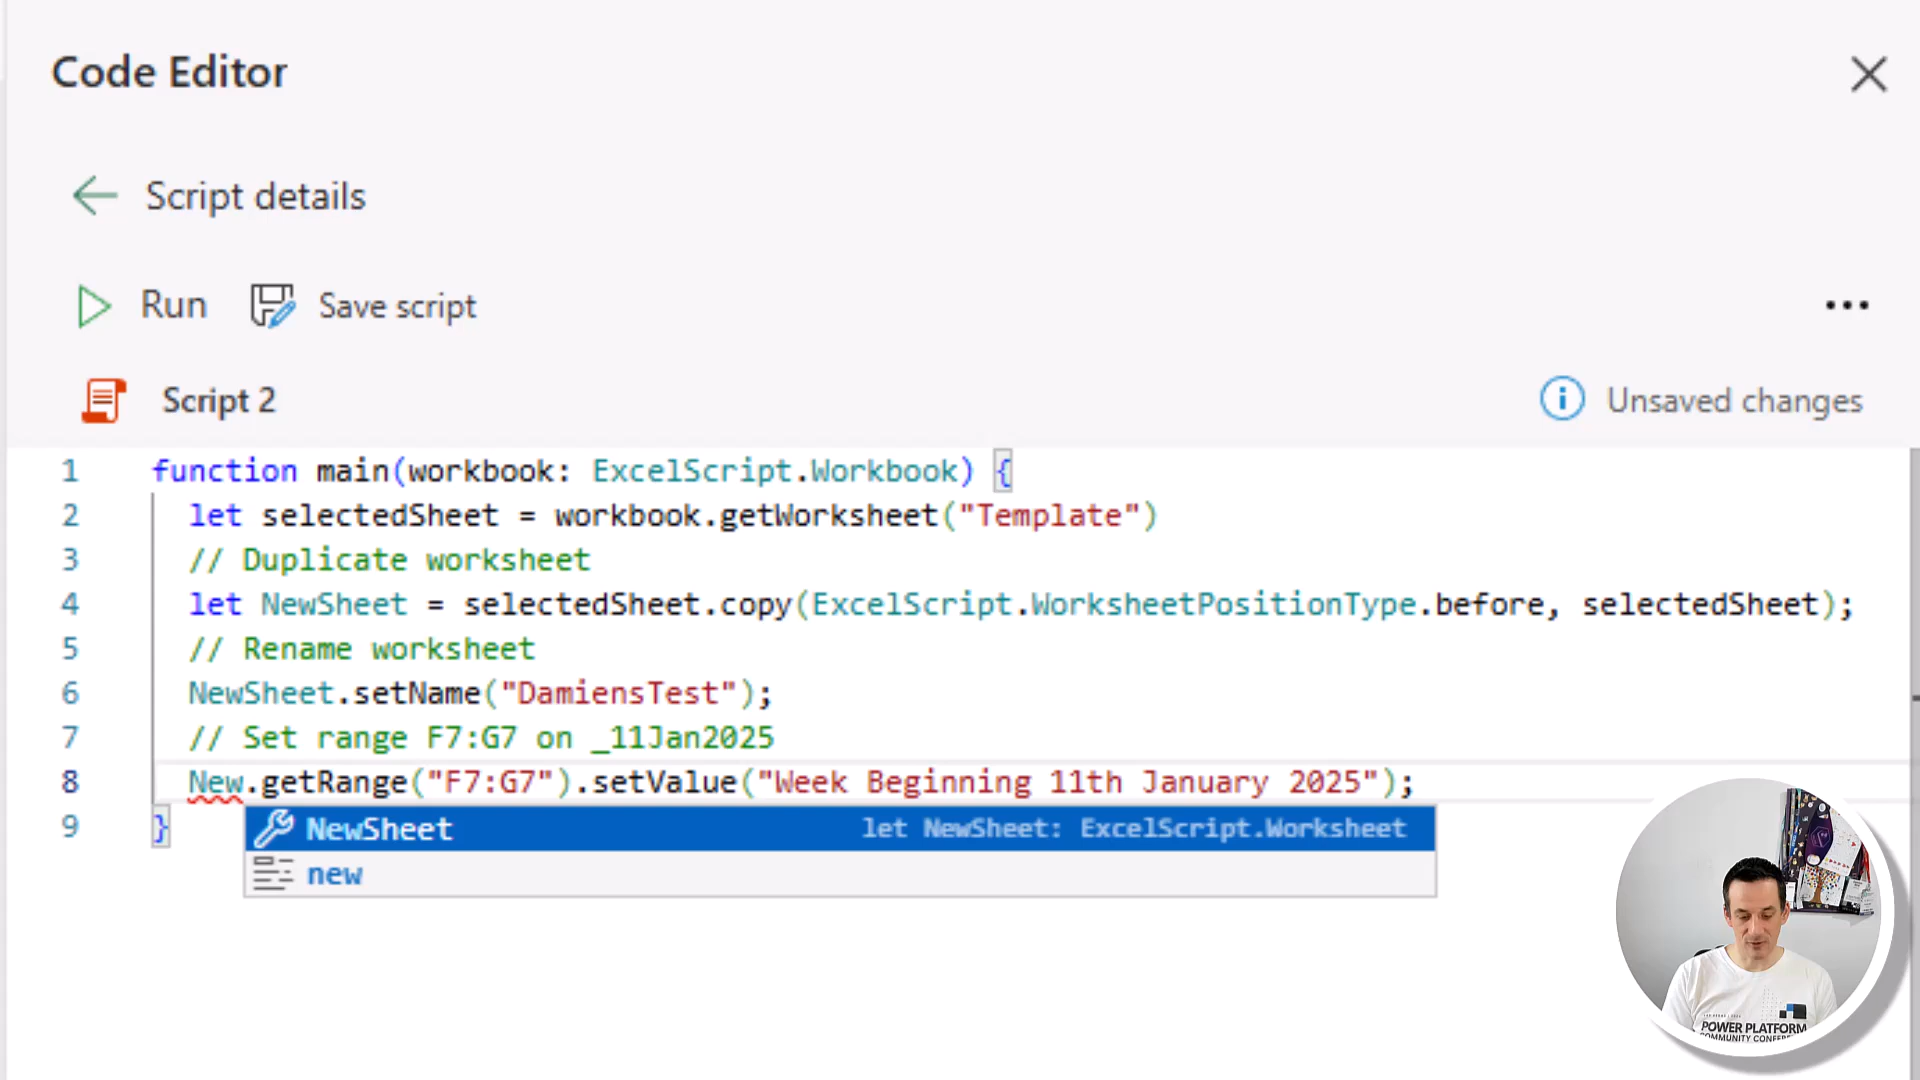 Code Editor
Script details
Run Save script
Script 2 Unsaved changes
1 function main(workbook: ExcelScript.Workbook) {
2 let selectedSheet = workbook.getWorksheet("Template")
3 // Duplicate worksheet
4 let NewSheet = selectedSheet.copy(ExcelScript.WorksheetPositionType.before, selectedSheet);
5 // Rename worksheet
6 NewSheet.setName("DamiensTest");
7 // Set range F7:G7 on _11Jan2025
8 New.getRange("F7:G7").setValue("Week Beginning 11th January 2025");
9 }
NewSheet let NewSheet: ExcelScript.Worksheet
new
POWER PLATFORM